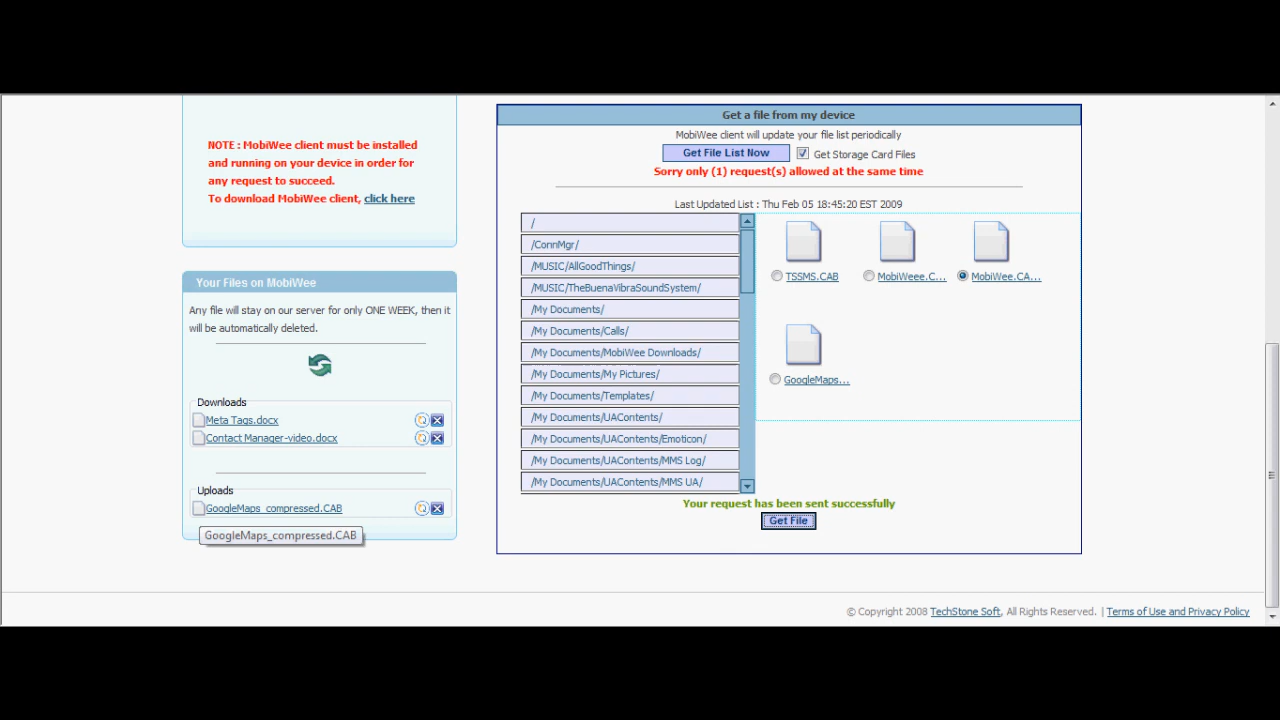 NOTE : MobiWee client must be installed
and running on your device in order for
any request to succeed.
To download MobiWee client, click here
Your Files on MobiWee
Any file will stay on our server for only ONE WEEK, then it
will be automatically deleted.
Downloads
Meta Tags.docx
Contact Manager-video.docx
Uploads
GoogleMaps_compressed.CAB
GoogleMaps_compressed.CAB
Get a file from my device
MobiWee client will update your file list periodically
Get File List Now
Get Storage Card Files
Sorry only (1) request(s) allowed at the same time
Last Updated List : Thu Feb 05 18:45:20 EST 2009
/
/ConnMgr/
/MUSIC/AllGoodThings/
/MUSIC/TheBuenaVibraSoundSystem/
/My Documents/
/My Documents/Calls/
/My Documents/MobiWee Downloads/
/My Documents/My Pictures/
/My Documents/Templates/
/My Documents/UAContents/
/My Documents/UAContents/Emoticon/
/My Documents/UAContents/MMS Log/
/My Documents/UAContents/MMS UA/
TSSMS.CAB
MobiWeee.C...
MobiWee.CA...
GoogleMaps...
Your request has been sent successfully
Get File
© Copyright 2008 TechStone Soft, All Rights Reserved. | Terms of Use and Privacy Policy